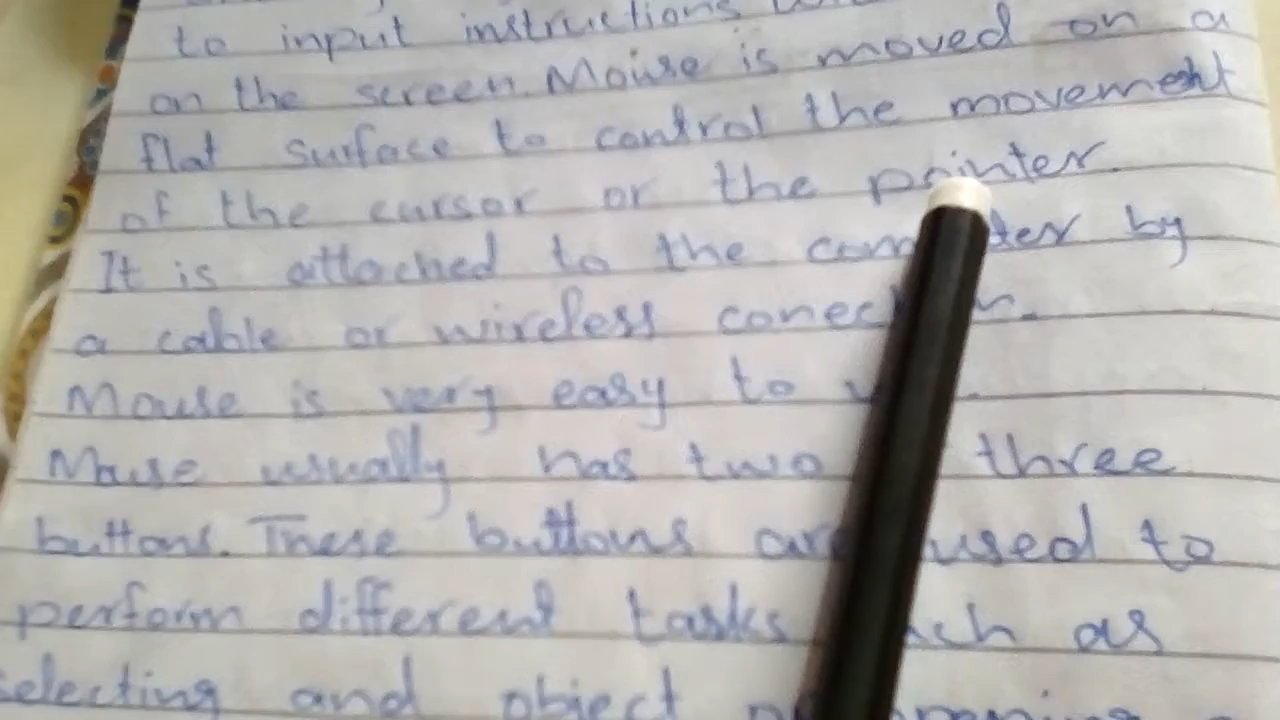 to input instructions
on the screen. Mouse is moved on a
flat surface to control the movement
of the cursor or the pointer.
It is attached to the by
a cable or wireless
Mouse is very easy to
Mouse usually has two three
buttons. These buttons are used to
perform different tasks as
selecting and object